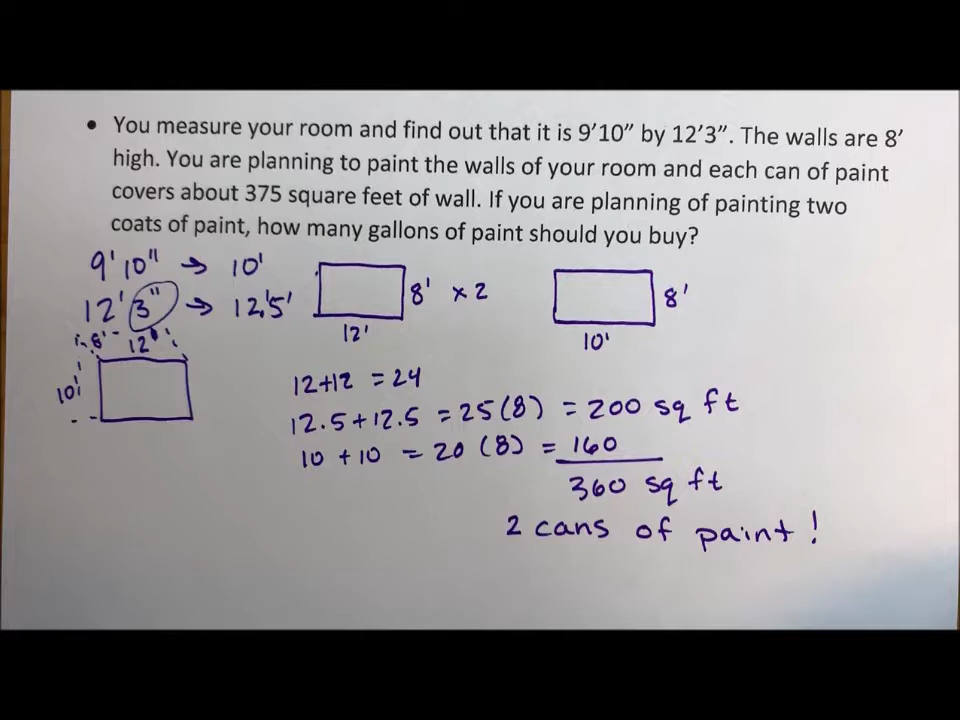 • You measure your room and find out that it is 9’10” by 12’3”. The walls are 8’
high. You are planning to paint the walls of your room and each can of paint
covers about 375 square feet of wall. If you are planning of painting two
coats of paint, how many gallons of paint should you buy?
9' 10" → 10'
12' 3" → 12.5'
8' × 2
12'
8'
10'
8'
12'
10'
12+12 = 24
12.5+12.5 = 25(8) = 200 sq ft
10 + 10 = 20 (8) = 160
360 sq ft
2 cans of paint!